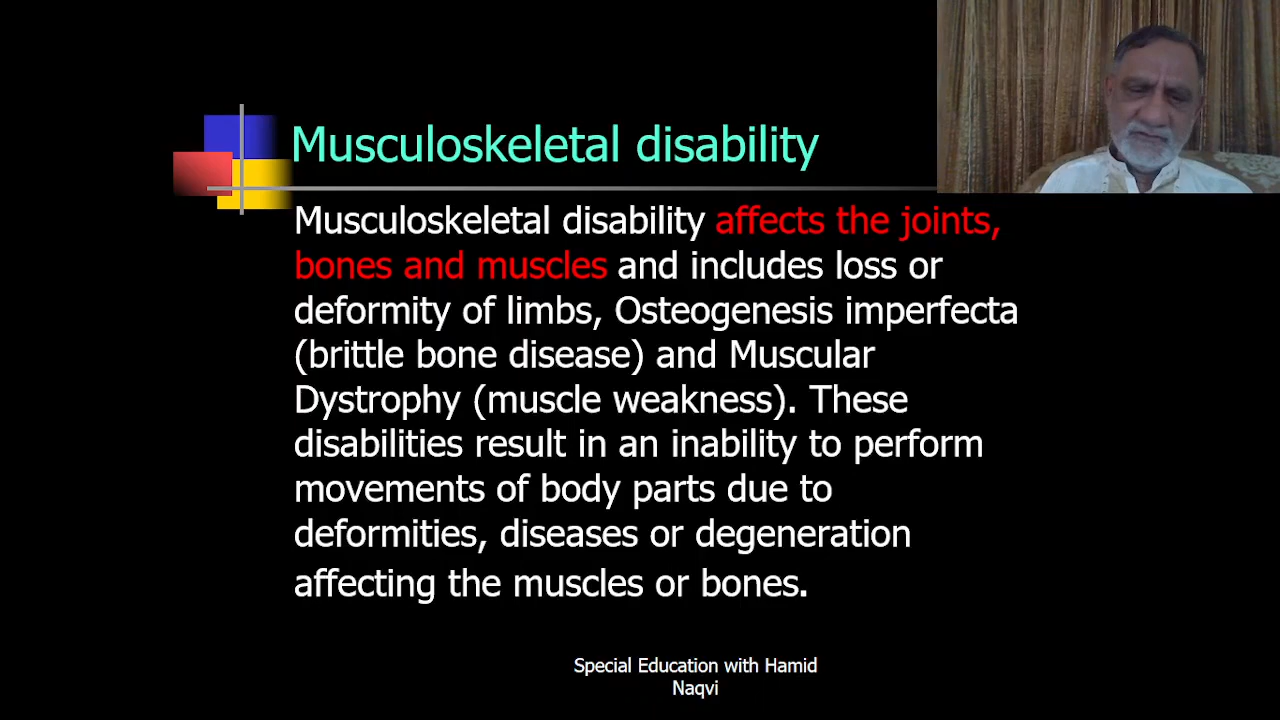 Musculoskeletal disability
Musculoskeletal disability affects the joints,
bones and muscles and includes loss or
deformity of limbs, Osteogenesis imperfecta
(brittle bone disease) and Muscular
Dystrophy (muscle weakness). These
disabilities result in an inability to perform
movements of body parts due to
deformities, diseases or degeneration
affecting the muscles or bones.
Special Education with Hamid
Naqvi